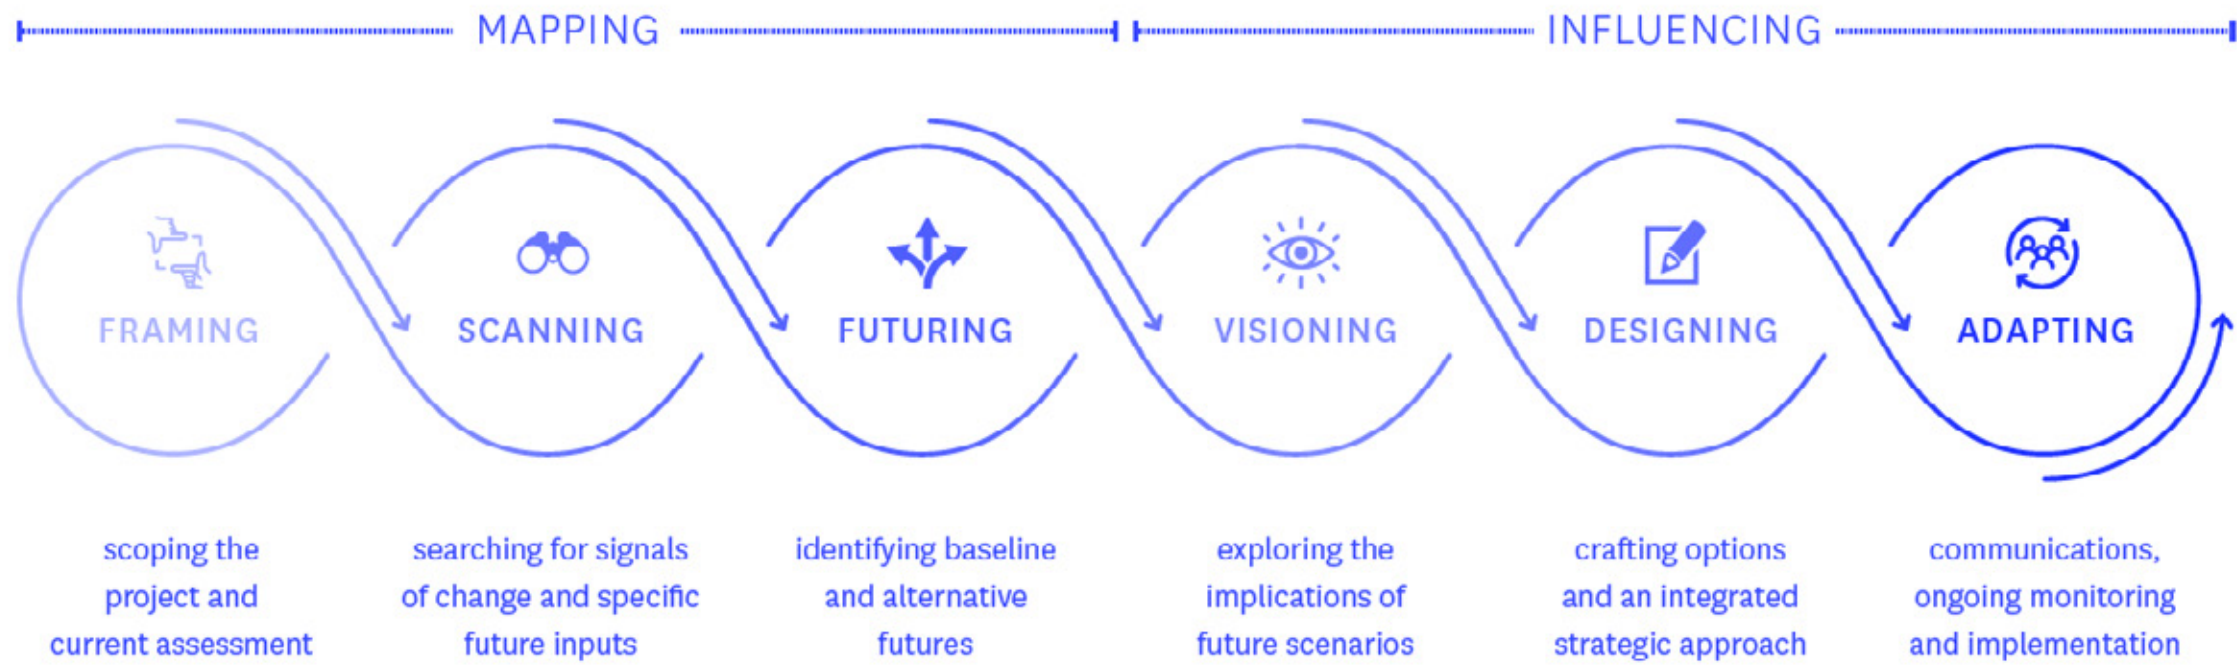 MAPPING
INFLUENCING
FRAMING
SCANNING
FUTURING
VISIONING
DESIGNING
ADAPTING
scoping the
project and
current assessment
searching for signals
of change and specific
future inputs
identifying baseline
and alternative
futures
exploring the
implications of
future scenarios
crafting options
and an integrated
strategic approach
communications,
ongoing monitoring
and implementation